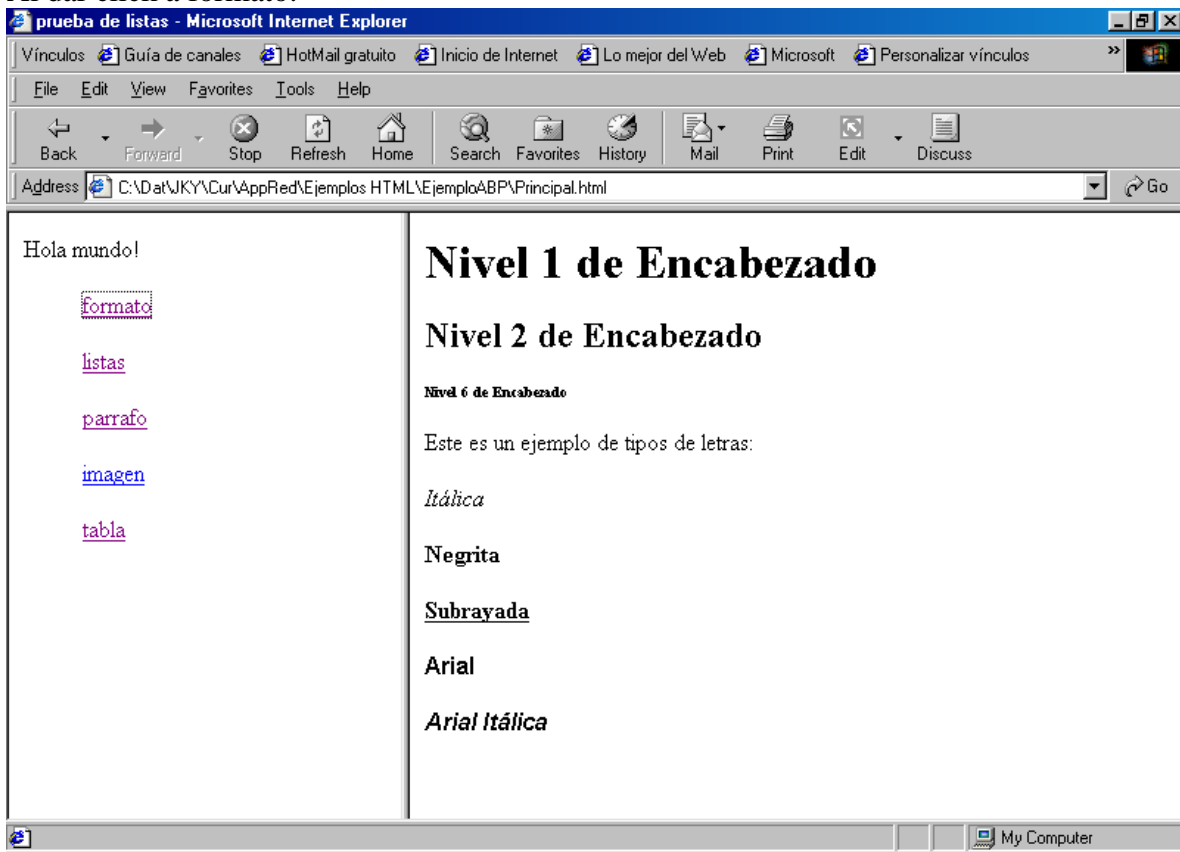 prueba de listas - Microsoft Internet Explorer
Vínculos Guía de canales HotMail gratuito Inicio de Internet Lo mejor del Web Microsoft Personalizar vínculos »
File Edit View Favorites Tools Help
Back Forward Stop Refresh Home Search Favorites History Mail Print Edit Discuss
Address C:\Dat\JKY\Cur\AppRed\Ejemplos HTML\EjemploABP\Principal.html Go
Hola mundo!
formato
listas
parrafo
imagen
tabla
Nivel 1 de Encabezado
Nivel 2 de Encabezado
Nivel 6 de Encabezado
Este es un ejemplo de tipos de letras:
Itálica
Negrita
Subrayada
Arial
Arial Itálica
My Computer